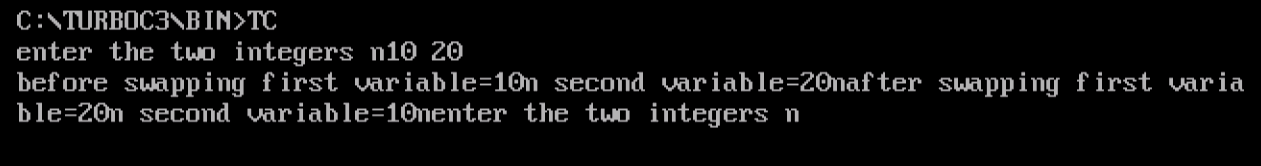 C:\TURBOC3\BIN>TC
enter the two integers n10 20
before swapping first variable=10n second variable=20nafter swapping first varia
ble=20n second variable=10nenter the two integers n